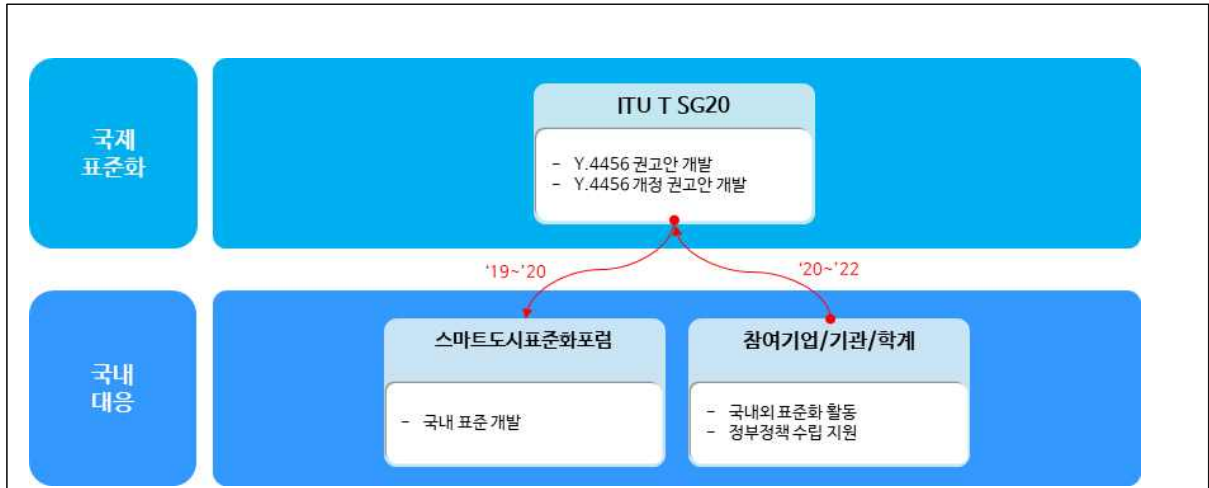 국제
표준화
ITU T SG20
- Y.4456 권고안 개발
- Y.4456 개정 권고안 개발
'19~'20
'20~'22
국내
대응
스마트도시표준화포럼
- 국내 표준 개발
참여기업/기관/학계
- 국내외 표준화 활동
- 정부정책 수립 지원